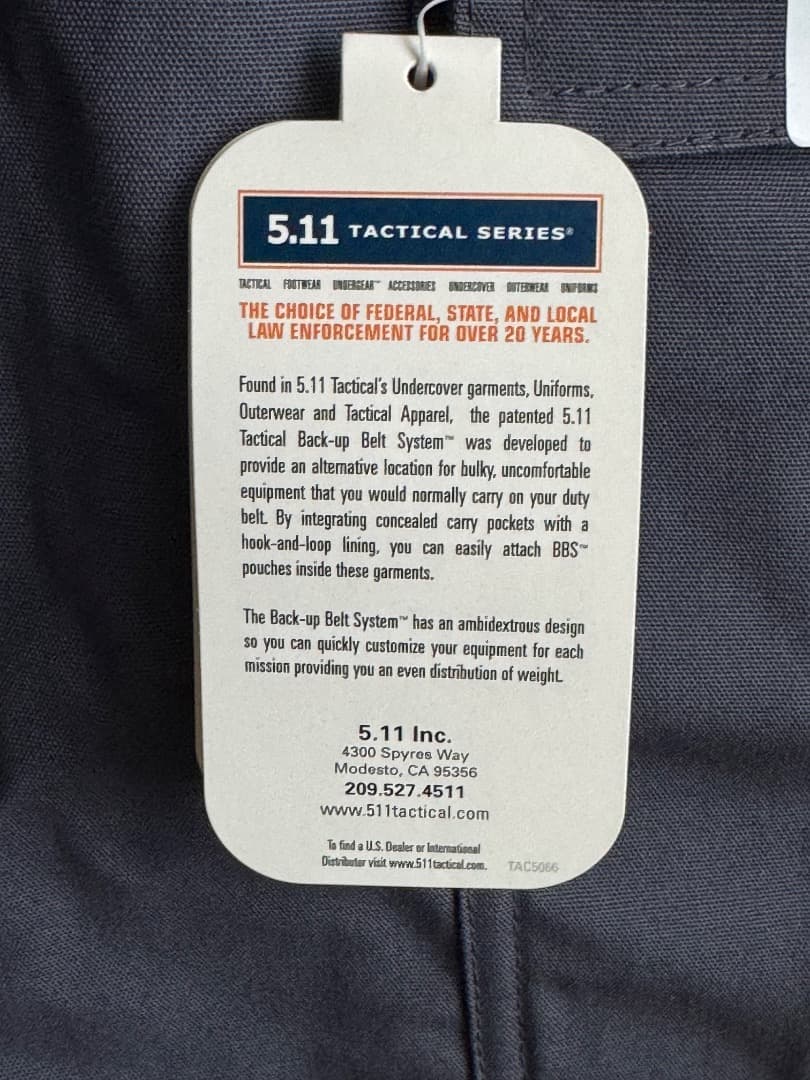 5.11 TACTICAL SERIES®
TACTICAL FOOTWEAR UNDERGEAR™ ACCESSORIES UNDERCOVER OUTERWEAR UNIFORMS
THE CHOICE OF FEDERAL, STATE, AND LOCAL
LAW ENFORCEMENT FOR OVER 20 YEARS.
Found in 5.11 Tactical's Undercover garments, Uniforms,
Outerwear and Tactical Apparel, the patented 5.11
Tactical Back-up Belt System™ was developed to
provide an alternative location for bulky, uncomfortable
equipment that you would normally carry on your duty
belt. By integrating concealed carry pockets with a
hook-and-loop lining, you can easily attach BBS™
pouches inside these garments.
The Back-up Belt System™ has an ambidextrous design
so you can quickly customize your equipment for each
mission providing you an even distribution of weight.
5.11 Inc.
4300 Spyres Way
Modesto, CA 95356
209.527.4511
www.511tactical.com
To find a U.S. Dealer or International
Distributor visit www.511tactical.com. TAC5066